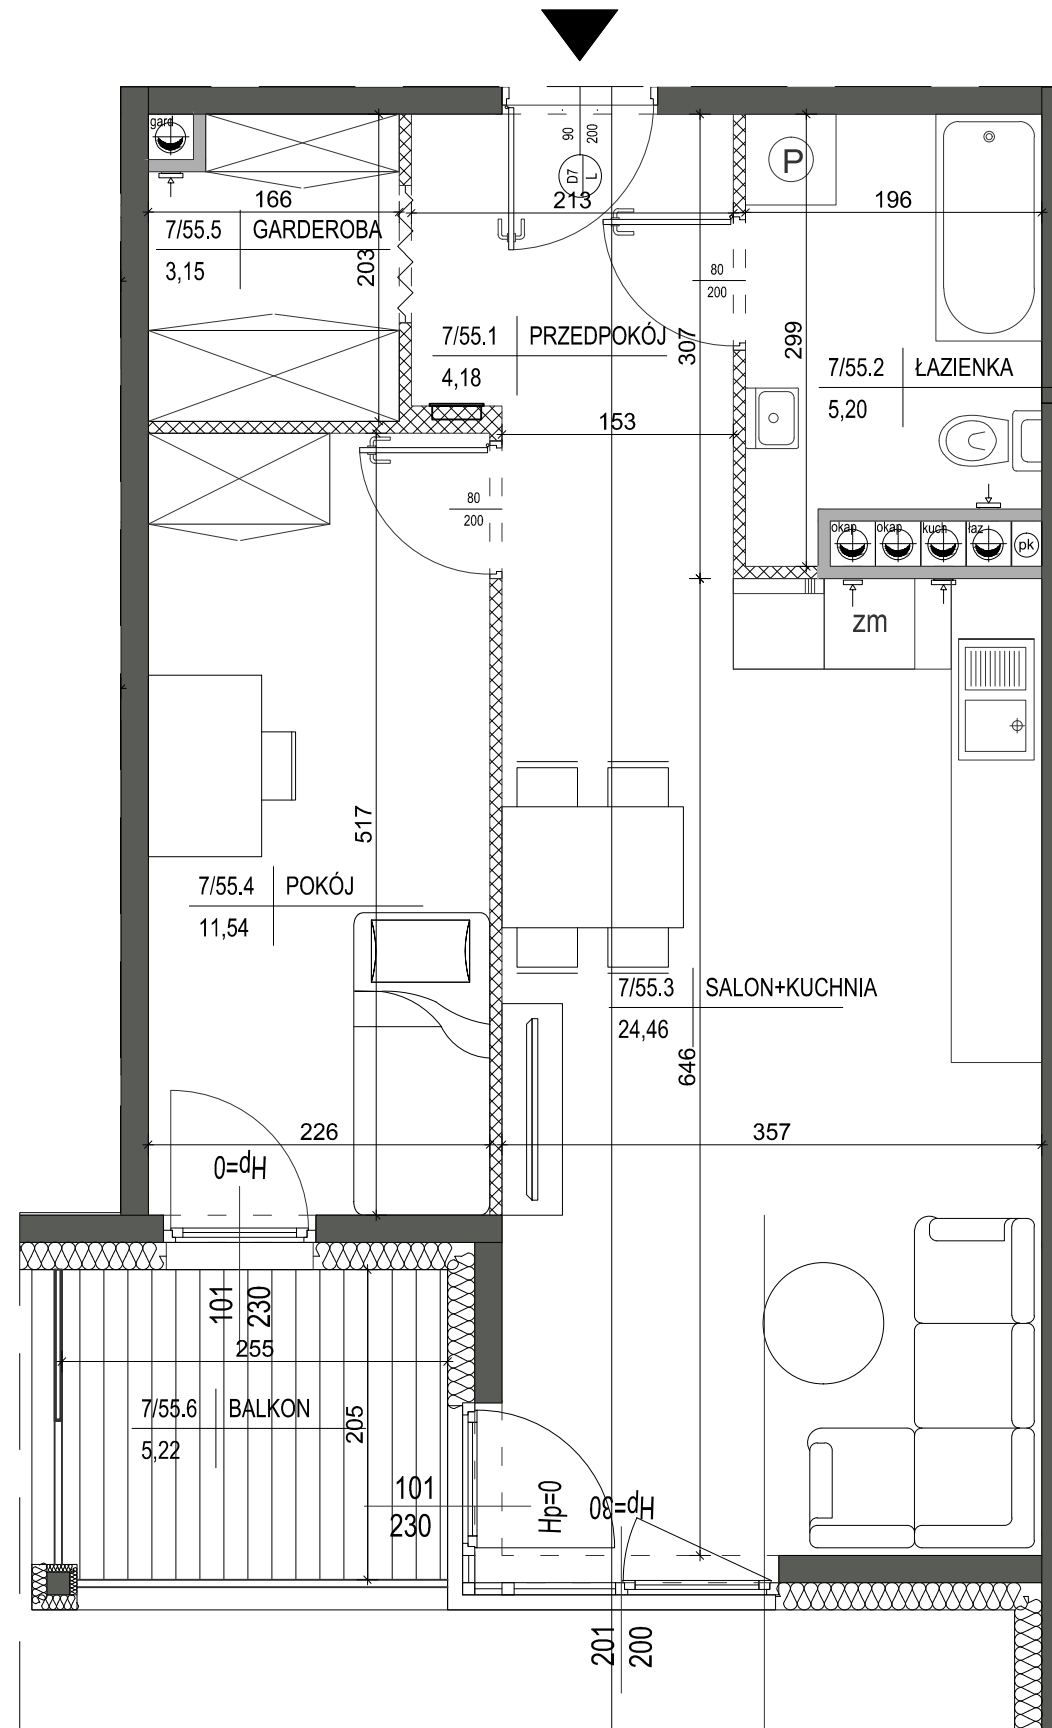 gard
90
200
D7
L
P
166
213
196
7/55.5 GARDEROBA
3,15
203
80
200
7/55.1 PRZEDPOKÓJ
4,18
307
299
7/55.2 ŁAZIENKA
5,20
153
80
200
okap okap kuch łaz pk
zm
517
7/55.4 POKÓJ
11,54
7/55.3 SALON+KUCHNIA
24,46
646
226
357
Hp=0
101
230
255
7/55.6 BALKON
5,22
205
101
230
Hp=0
Hp=30
201
200